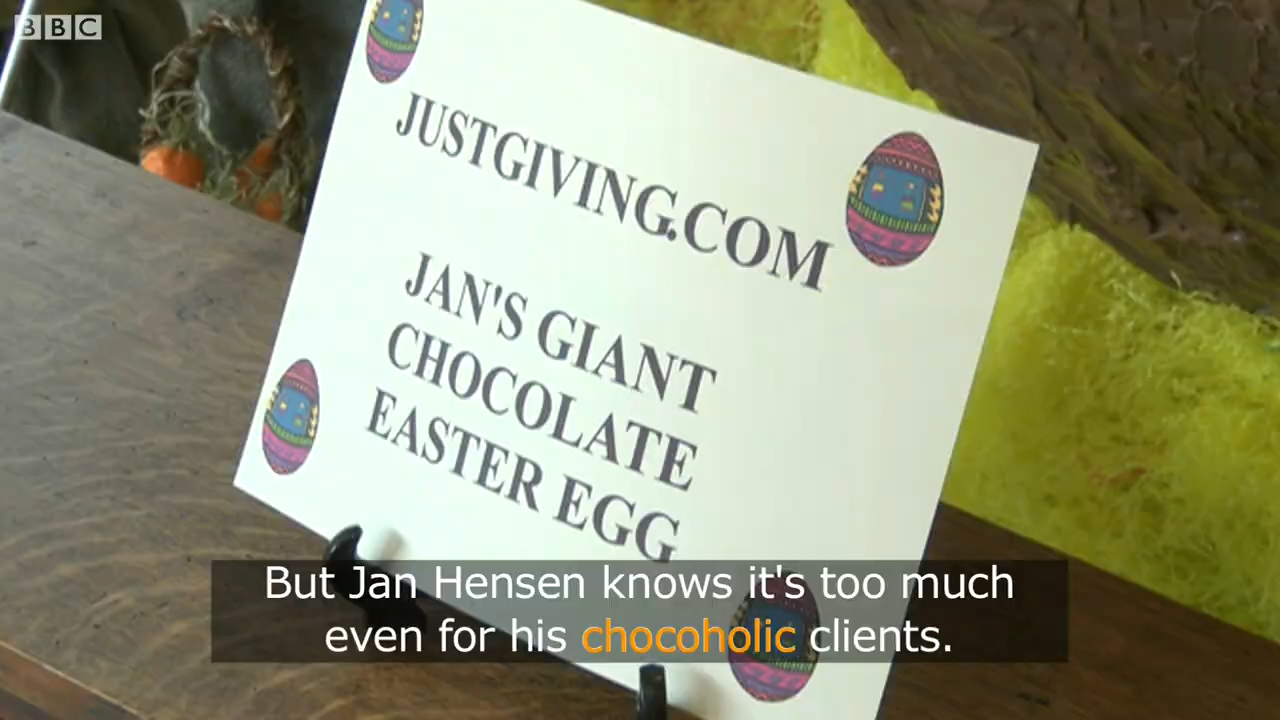 BBC
JUSTGIVING.COM
JAN'S GIANT
CHOCOLATE
EASTER EGG
But Jan Hensen knows it's too much
even for his chocoholic clients.